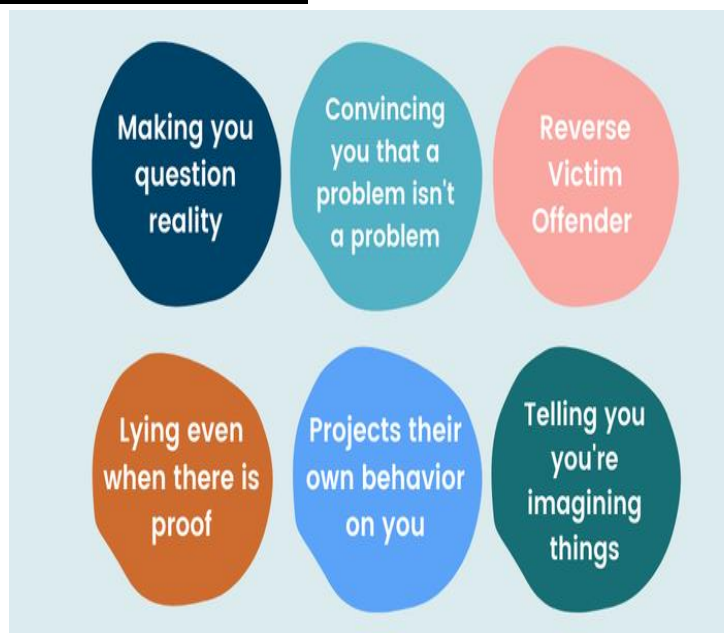 Making you
question
reality
Convincing
you that a
problem isn't
a problem
Reverse
Victim
Offender
Lying even
when there is
proof
Projects their
own behavior
on you
Telling you
you're
imagining
things